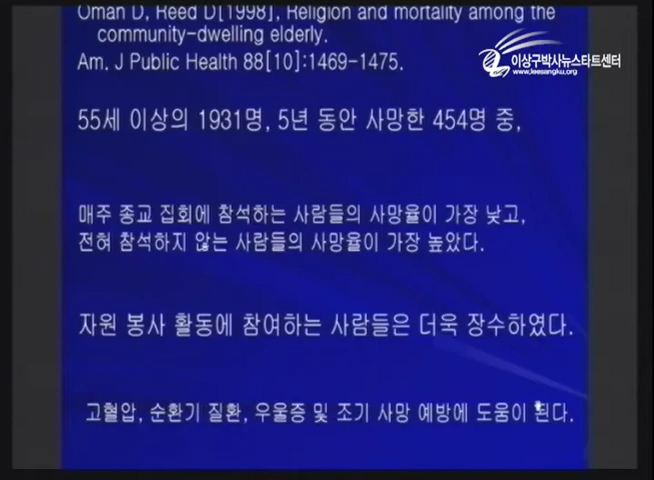 Oman D, Reed D[1998], Religion and mortality among the
community-dwelling elderly.
Am. J Public Health 88[10]:1469-1475.
이상구박사뉴스타트센터
www.leesangku.org
55세 이상의 1931명, 5년 동안 사망한 454명 중,
매주 종교 집회에 참석하는 사람들의 사망율이 가장 낮고,
전혀 참석하지 않는 사람들의 사망율이 가장 높았다.
자원 봉사 활동에 참여하는 사람들은 더욱 장수하였다.
고혈압, 순환기 질환, 우울증 및 조기 사망 예방에 도움이 된다.